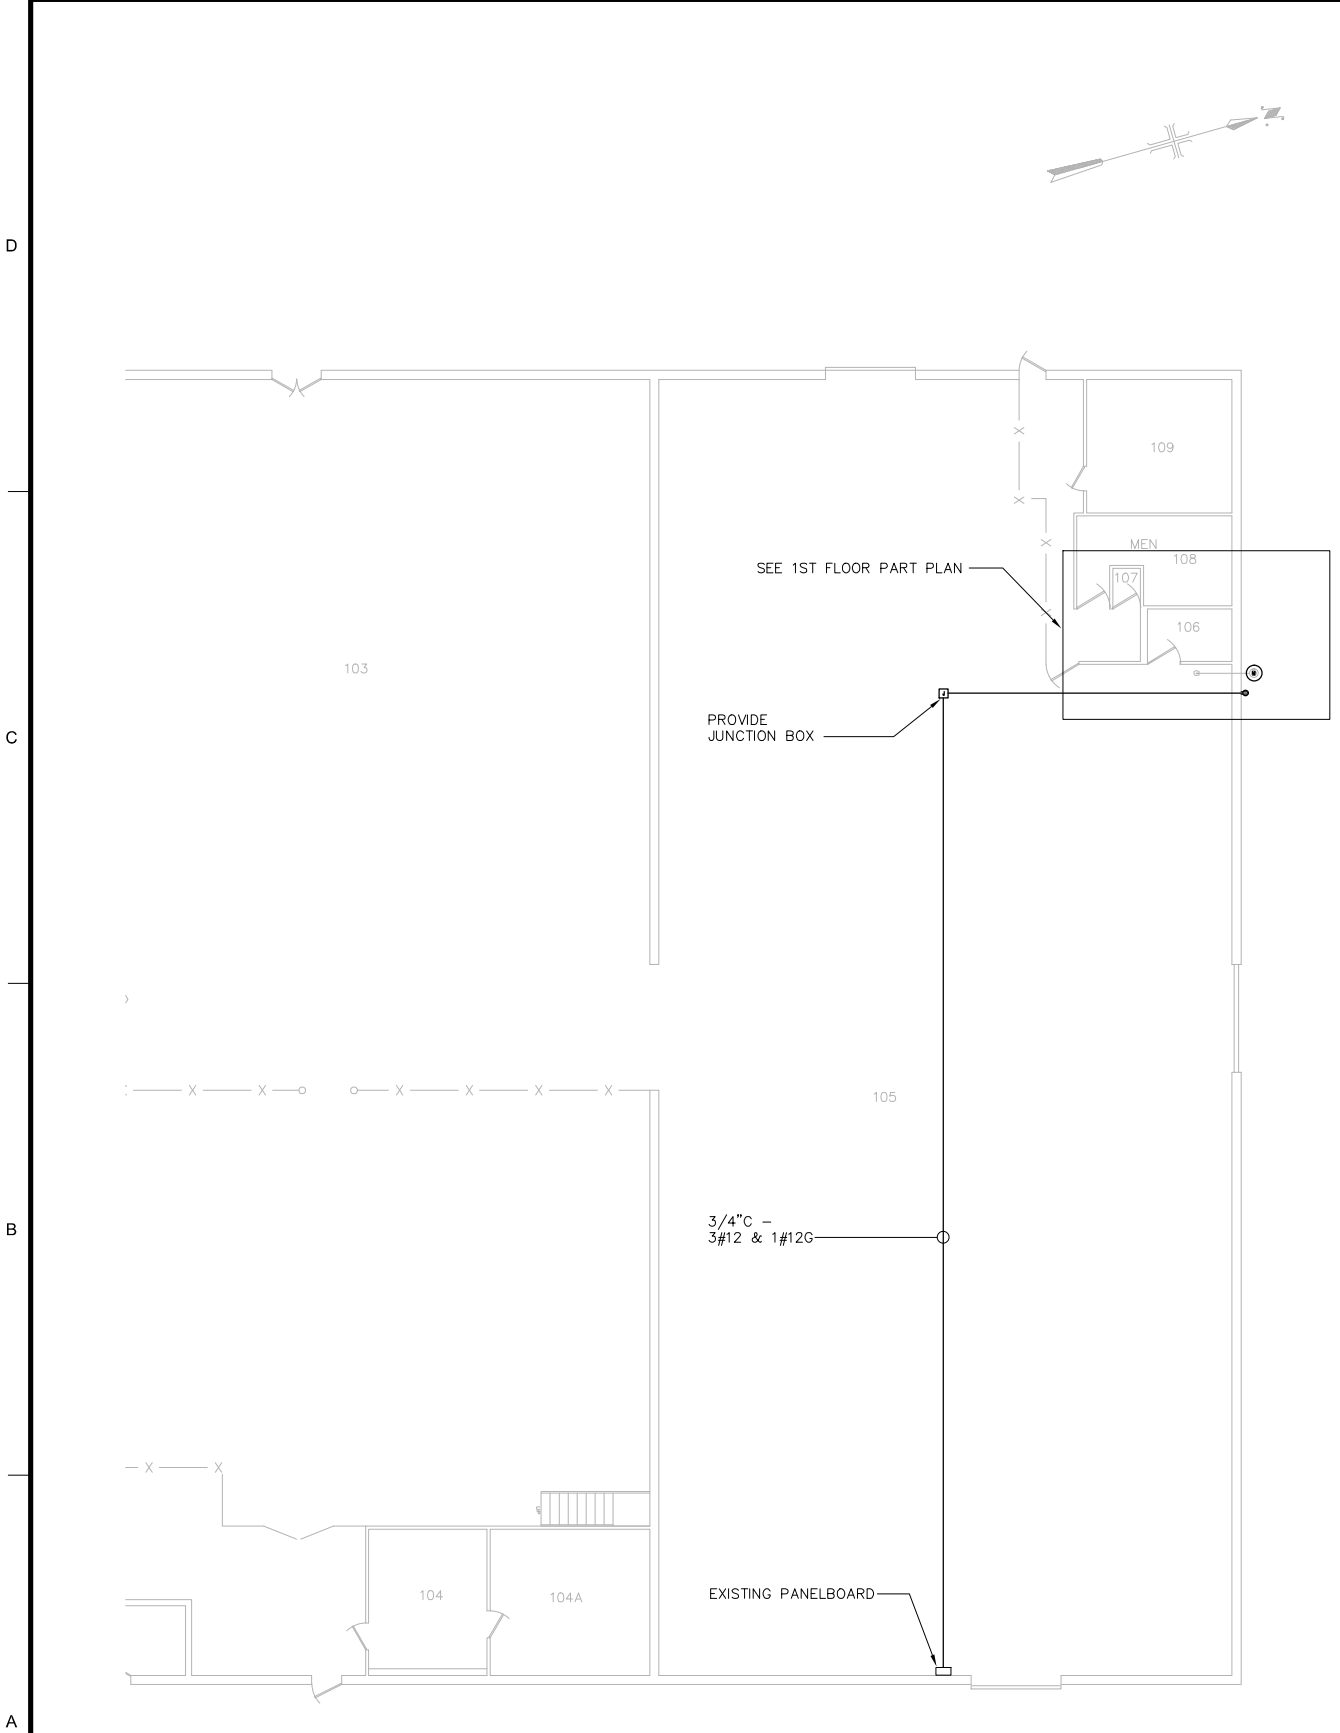 D
109
MEN
108
SEE 1ST FLOOR PART PLAN
107
106
103
PROVIDE
JUNCTION BOX
C
105
3/4"C –
3#12 & 1#12G
B
EXISTING PANELBOARD
104
104A
A